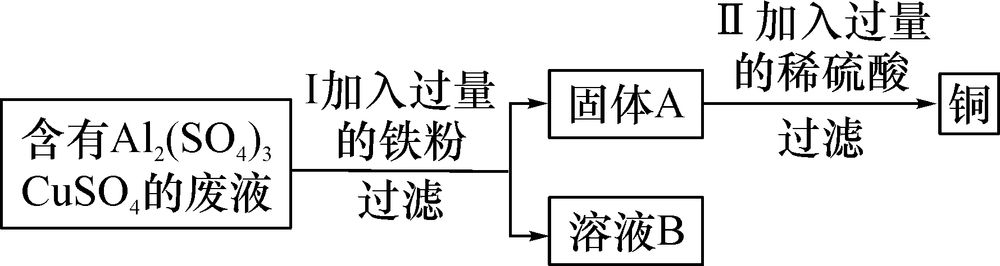 含有Al₂(SO₄)₃
CuSO₄的废液
Ⅰ加入过量
的铁粉
过滤
固体A
溶液B
Ⅱ加入过量
的稀硫酸
过滤
铜